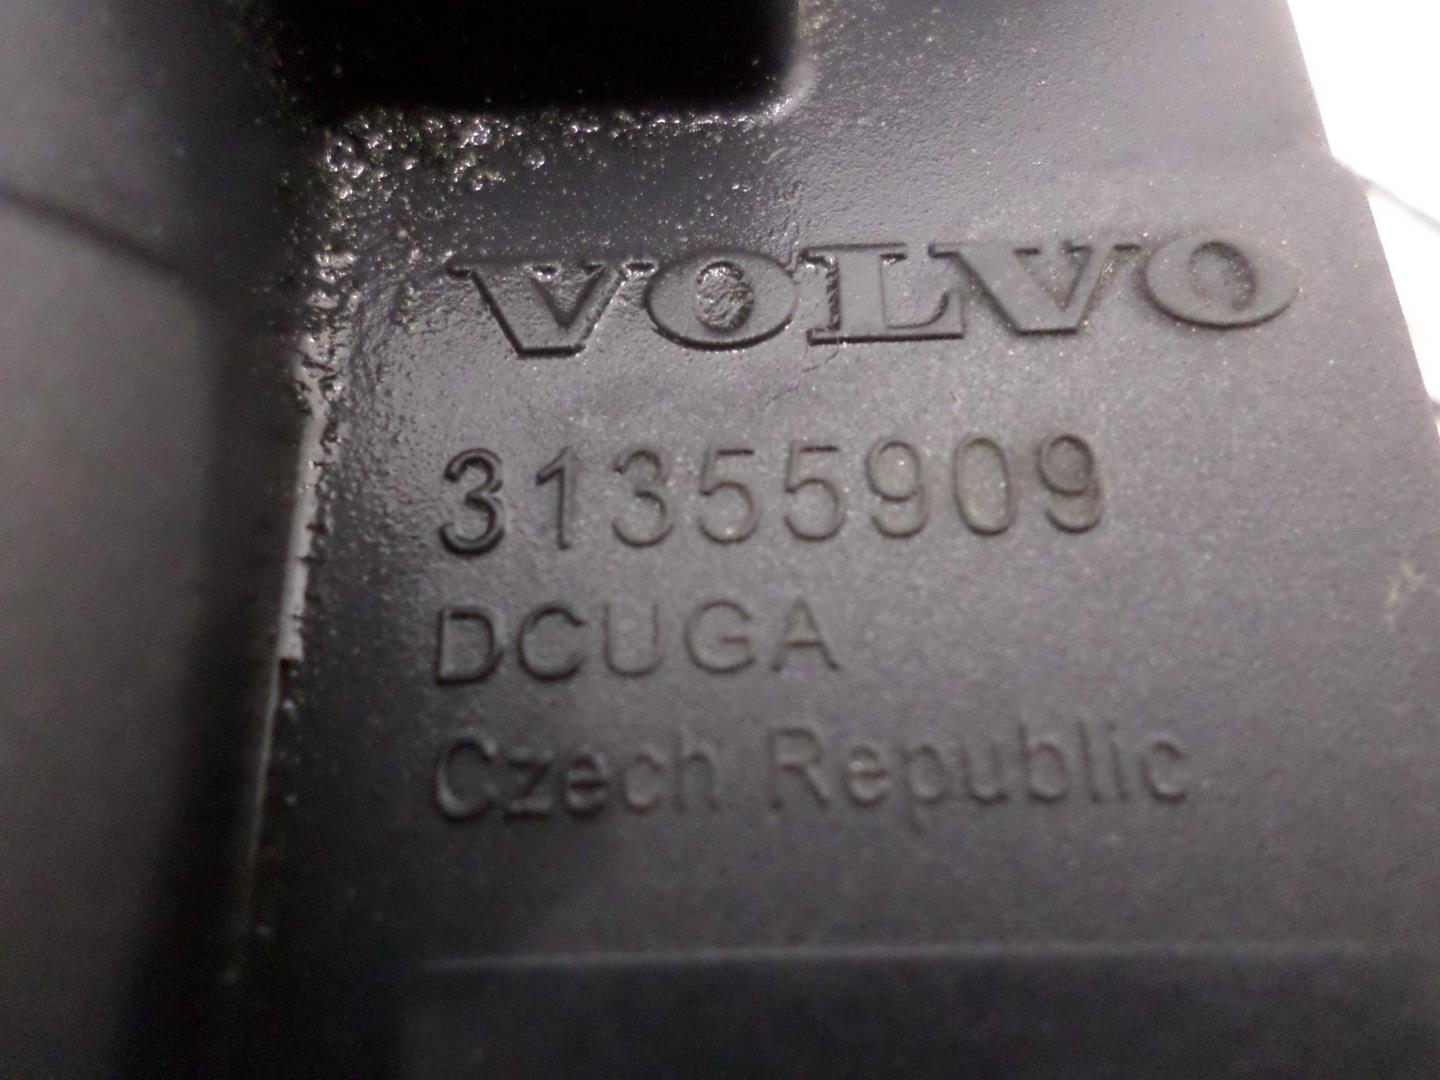 VOLVO
31355909
DCUGA
Czech Republic